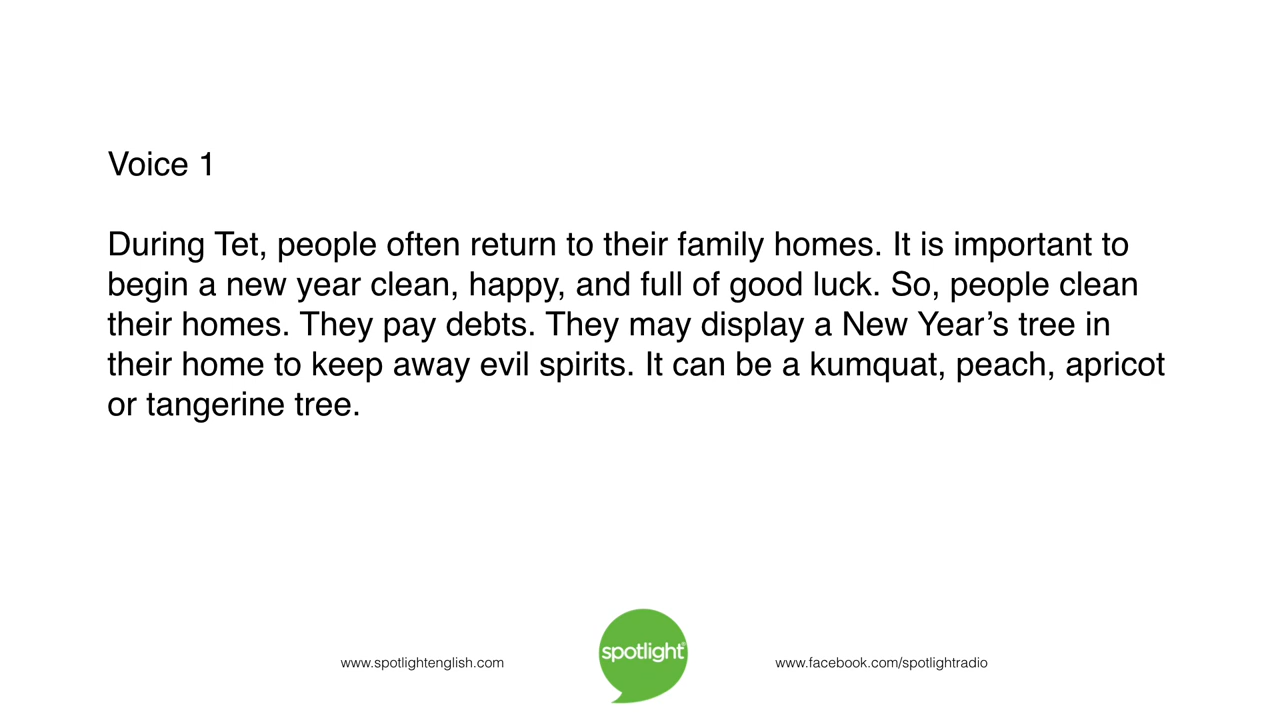 Voice 1
During Tet, people often return to their family homes. It is important to
begin a new year clean, happy, and full of good luck. So, people clean
their homes. They pay debts. They may display a New Year’s tree in
their home to keep away evil spirits. It can be a kumquat, peach, apricot
or tangerine tree.
www.spotlightenglish.com
spotlight®
www.facebook.com/spotlightradio